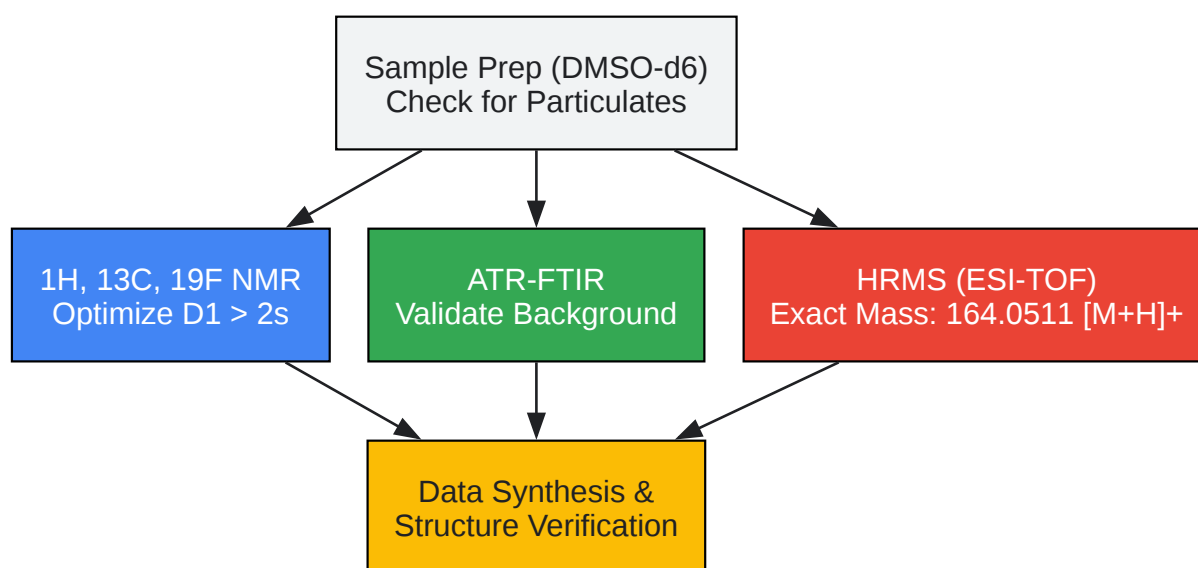 Sample Prep (DMSO-d6)
Check for Particulates
1H, 13C, 19F NMR
Optimize D1 > 2s
ATR-FTIR
Validate Background
HRMS (ESI-TOF)
Exact Mass: 164.0511 [M+H]+
Data Synthesis &
Structure Verification